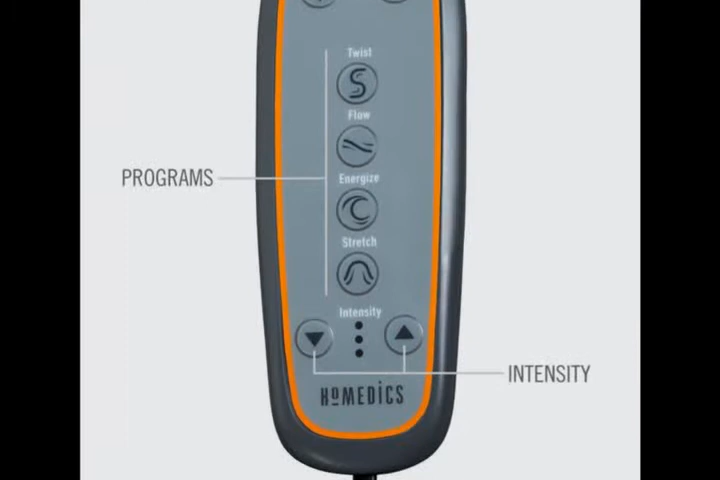 Twist
Flow
PROGRAMS
Energize
Stretch
Intensity
INTENSITY
HOMEDICS